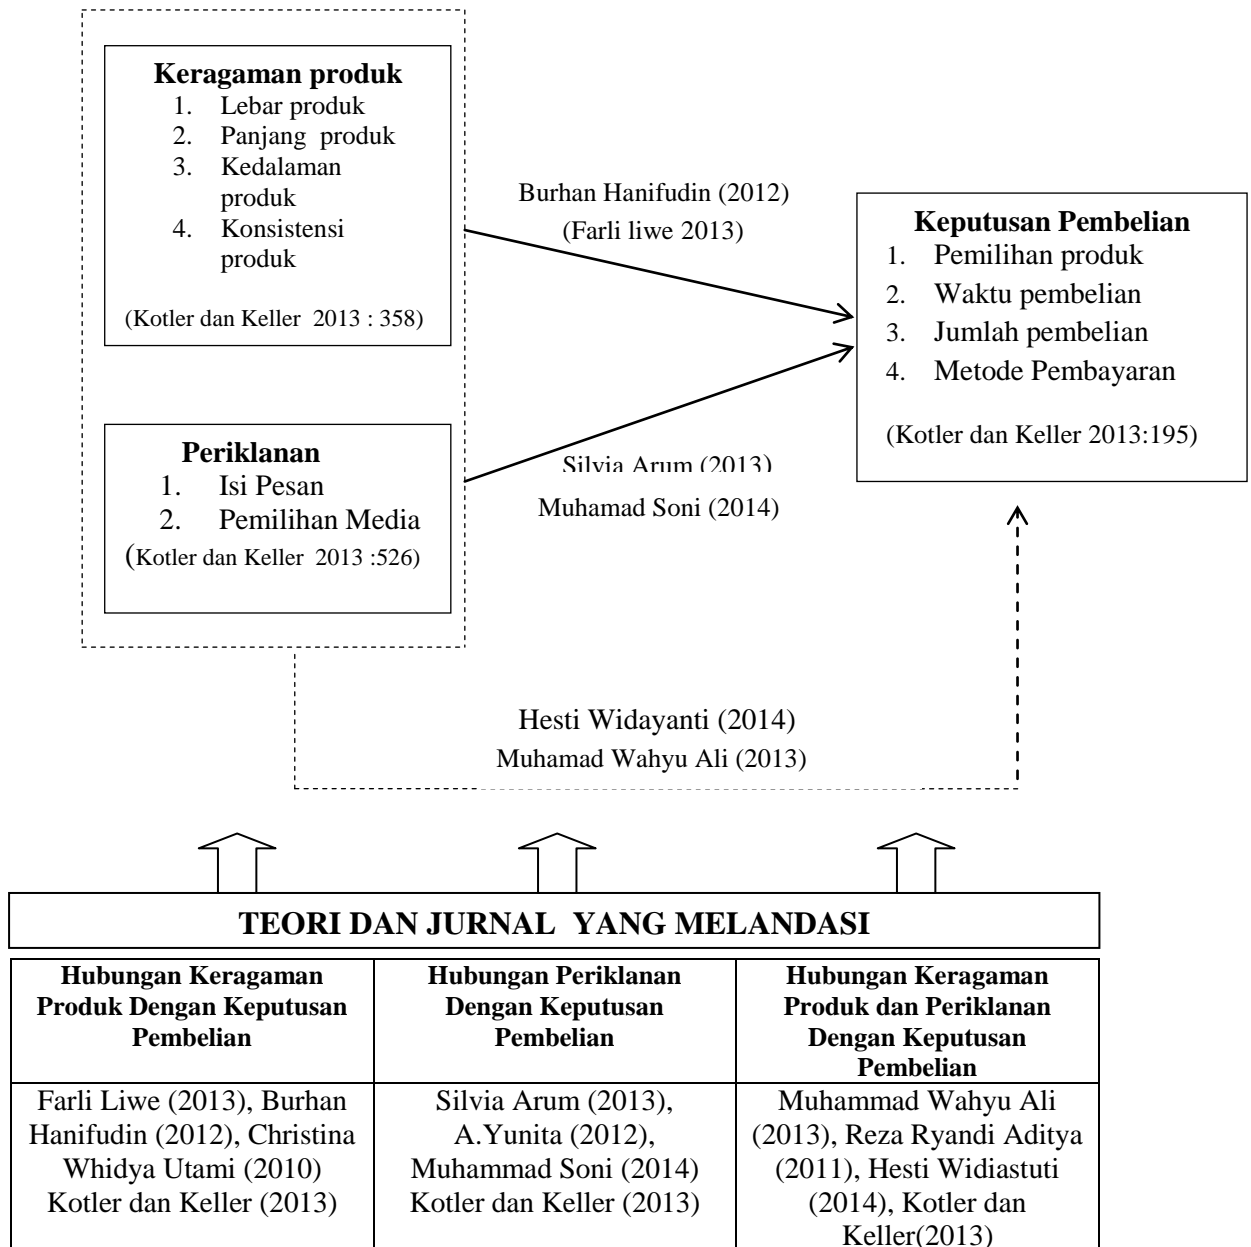 Keragaman produk
1. Lebar produk
2. Panjang produk
3. Kedalaman
produk
4. Konsistensi
produk
(Kotler dan Keller 2013 : 358)
Burhan Hanifudin (2012)
(Farli liwe 2013)
Keputusan Pembelian
1. Pemilihan produk
2. Waktu pembelian
3. Jumlah pembelian
4. Metode Pembayaran
(Kotler dan Keller 2013:195)
Periklanan
1. Isi Pesan
2. Pemilihan Media
(Kotler dan Keller 2013 :526)
Silvia Arum (2013)
Muhamad Soni (2014)
Hesti Widayanti (2014)
Muhamad Wahyu Ali (2013)
TEORI DAN JURNAL YANG MELANDASI
Hubungan Keragaman
Produk Dengan Keputusan
Pembelian
Hubungan Periklanan
Dengan Keputusan
Pembelian
Hubungan Keragaman
Produk dan Periklanan
Dengan Keputusan
Pembelian
Farli Liwe (2013), Burhan
Hanifudin (2012), Christina
Whidya Utami (2010)
Kotler dan Keller (2013)
Silvia Arum (2013),
A.Yunita (2012),
Muhammad Soni (2014)
Kotler dan Keller (2013)
Muhammad Wahyu Ali
(2013), Reza Ryandi Aditya
(2011), Hesti Widiastuti
(2014), Kotler dan
Keller(2013)